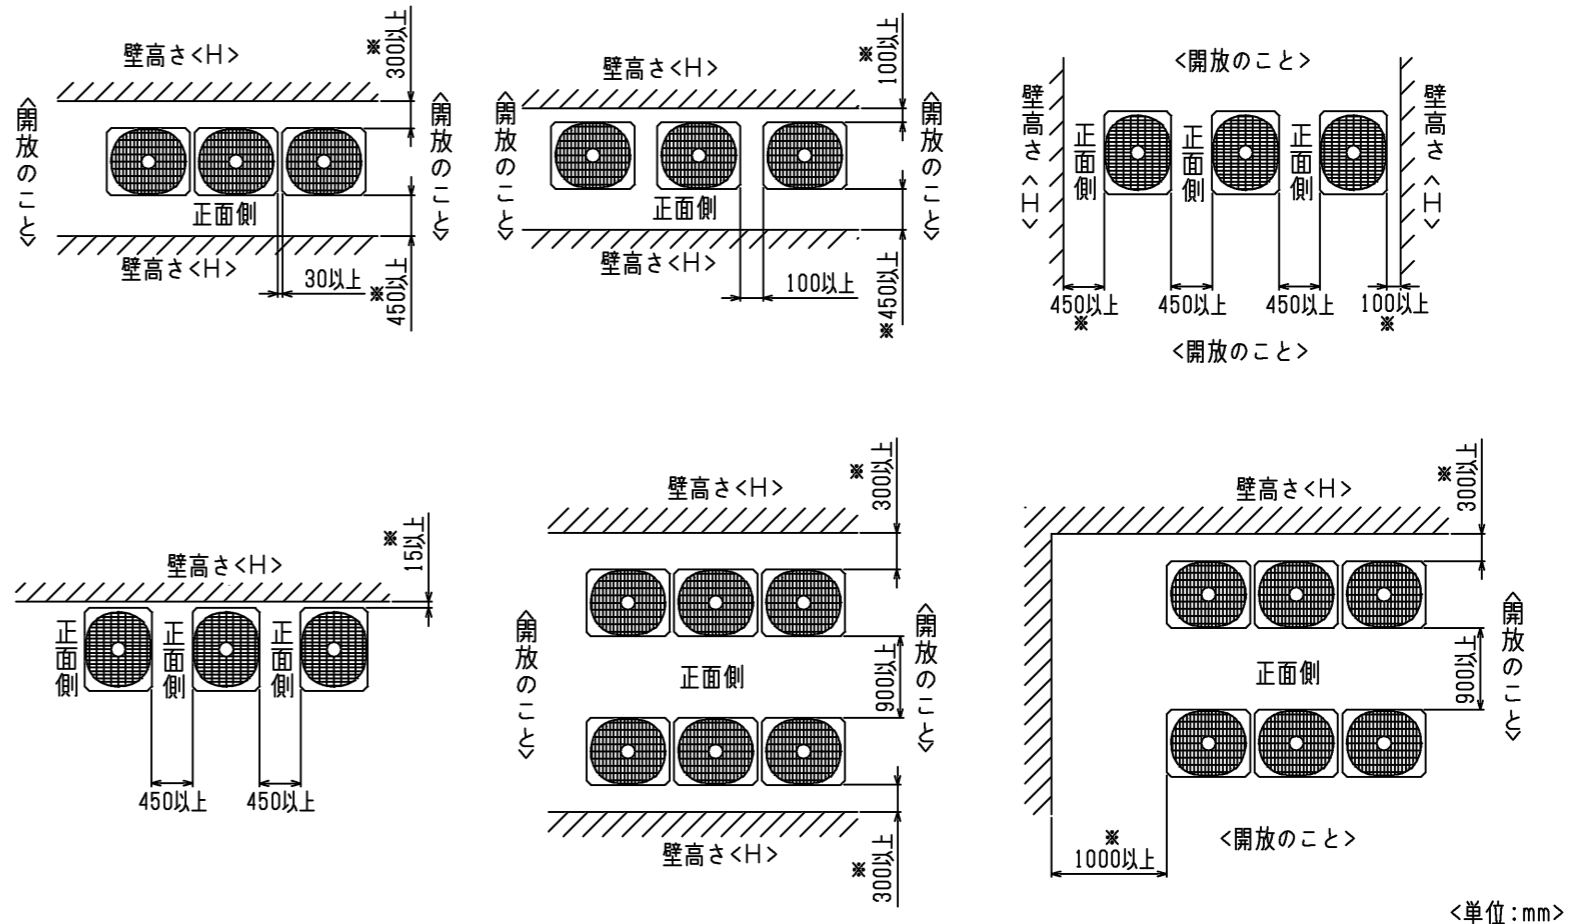 壁高さ<H>
※
300以上
<開放のこと>
<開放のこと>
正面側
壁高さ<H>
30以上
※
450以上
壁高さ<H>
※
100以上
<開放のこと>
<開放のこと>
正面側
壁高さ<H>
100以上
※450以上
<開放のこと>
壁高さ<H>
正面側
正面側
正面側
壁高さ<H>
450以上
※
450以上
450以上
100以上
※
<開放のこと>
壁高さ<H>
※
15以上
正面側
正面側
正面側
450以上
450以上
壁高さ<H>
※
300以上
<開放のこと>
正面側
900以上
<開放のこと>
壁高さ<H>
※
300以上
壁高さ<H>
※
300以上
正面側
900以上
<開放のこと>
※
1000以上
<開放のこと>
<単位:mm>